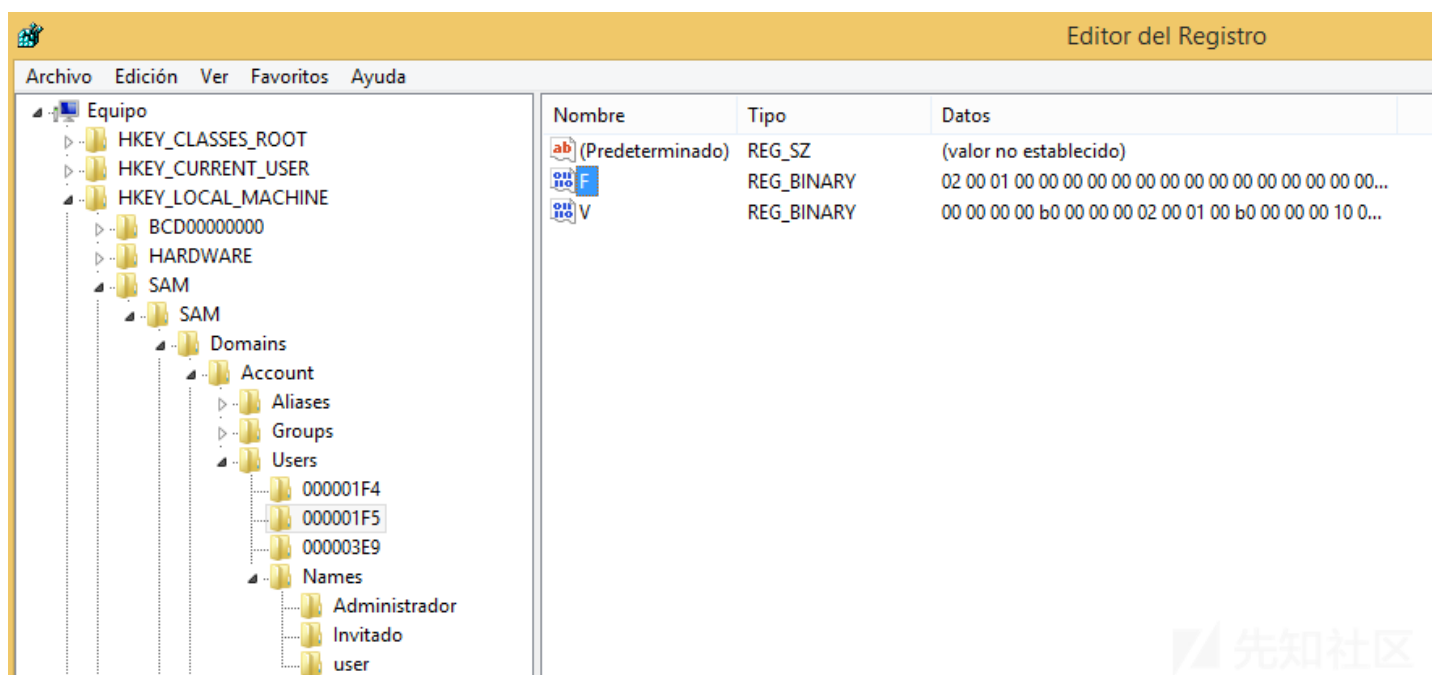 Editor del Registro
Archivo Edición Ver Favoritos Ayuda
Equipo
HKEY_CLASSES_ROOT
HKEY_CURRENT_USER
HKEY_LOCAL_MACHINE
BCD00000000
HARDWARE
SAM
SAM
Domains
Account
Aliases
Groups
Users
000001F4
000001F5
000003E9
Names
Administrador
Invitado
user
Nombre Tipo Datos
(Predeterminado) REG_SZ (valor no establecido)
F REG_BINARY 02 00 01 00 00 00 00 00 00 00 00 00 00 00 00 00 00 00...
V REG_BINARY 00 00 00 00 b0 00 00 00 02 00 01 00 b0 00 00 00 10 0...
先知社区